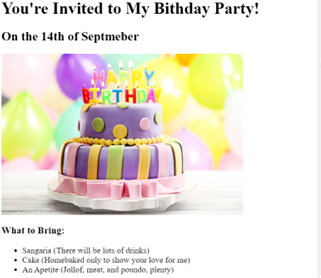 You're Invited to My Bithday Party!
On the 14th of Septmeber
HAPPY
BIRTHDAY
What to Bring:
Sangaria (There will be lots of drinks)
Cake (Homebaked only to show your love for me)
An Apetite (Jollof, meat, and poundo, plenty)